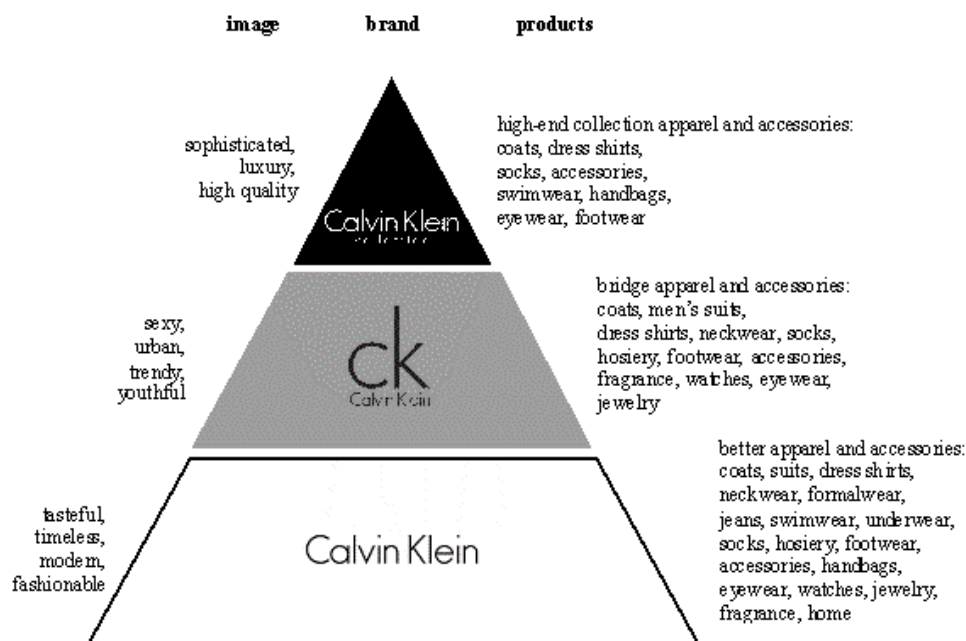 image brand products
sophisticated,
luxury,
high quality
Calvin Klein
collection
high-end collection apparel and accessories:
coats, dress shirts,
socks, accessories,
swimwear, handbags,
eyewear, footwear
sexy,
urban,
trendy,
youthful
ck
Calvin Klein
bridge apparel and accessories:
coats, men’s suits,
dress shirts, neckwear, socks,
hosiery, footwear, accessories,
fragrance, watches, eyewear,
jewelry
tasteful,
timeless,
modern,
fashionable
Calvin Klein
better apparel and accessories:
coats, suits, dress shirts,
neckwear, formalwear,
jeans, swimwear, underwear,
socks, hosiery, footwear,
accessories, handbags,
eyewear, watches, jewelry,
fragrance, home